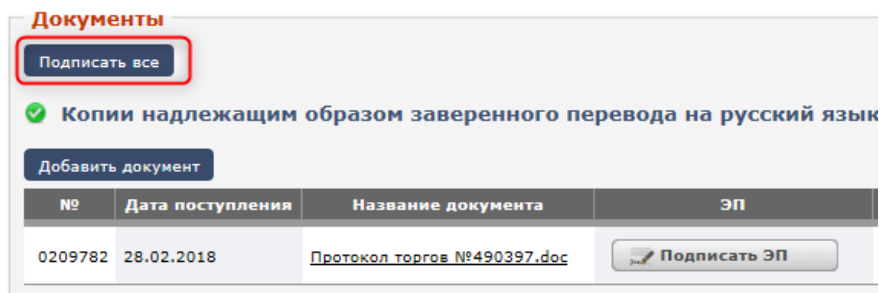 Документы
Подписать все
Копии надлежащим образом заверенного перевода на русский язык
Добавить документ
№ Дата поступления Название документа ЭП
0209782 28.02.2018 Протокол торгов №490397.doc Подписать ЭП